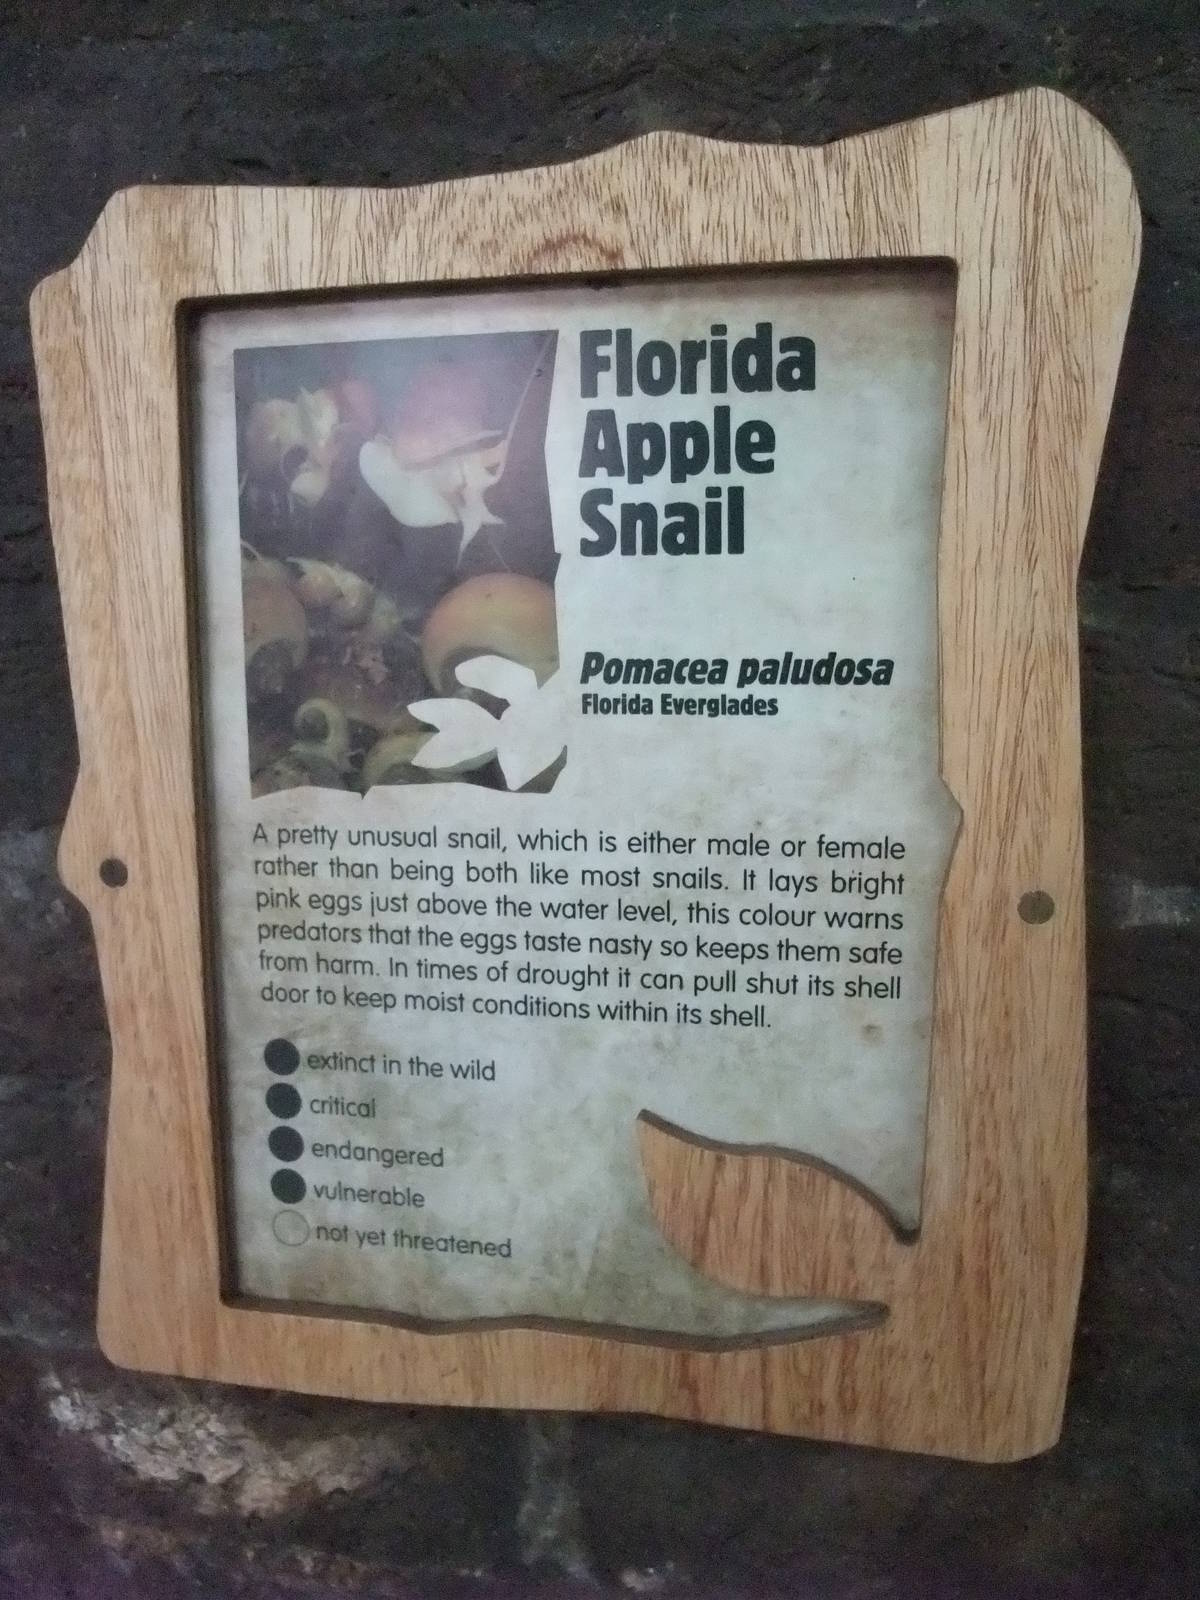 Florida
Apple
Snail
Pomacea paludosa
Florida Everglades
A pretty unusual snail, which is either male or female
rather than being both like most snails. It lays bright
pink eggs just above the water level, this colour warns
predators that the eggs taste nasty so keeps them safe
from harm. In times of drought it can pull shut its shell
door to keep moist conditions within its shell.
extinct in the wild
critical
endangered
vulnerable
not yet threatened